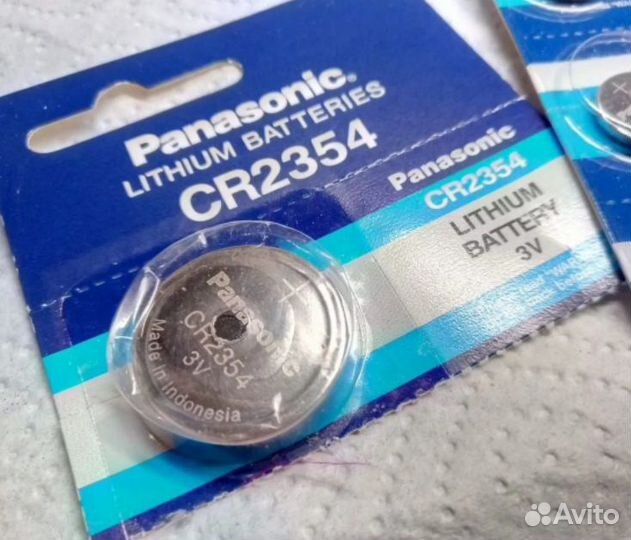 Panasonic
LITHIUM BATTERIES
CR2354
Panasonic
CR2354
LITHIUM
BATTERY
3V
+
Panasonic
CR2354
3V
Made in Indonesia
Avito